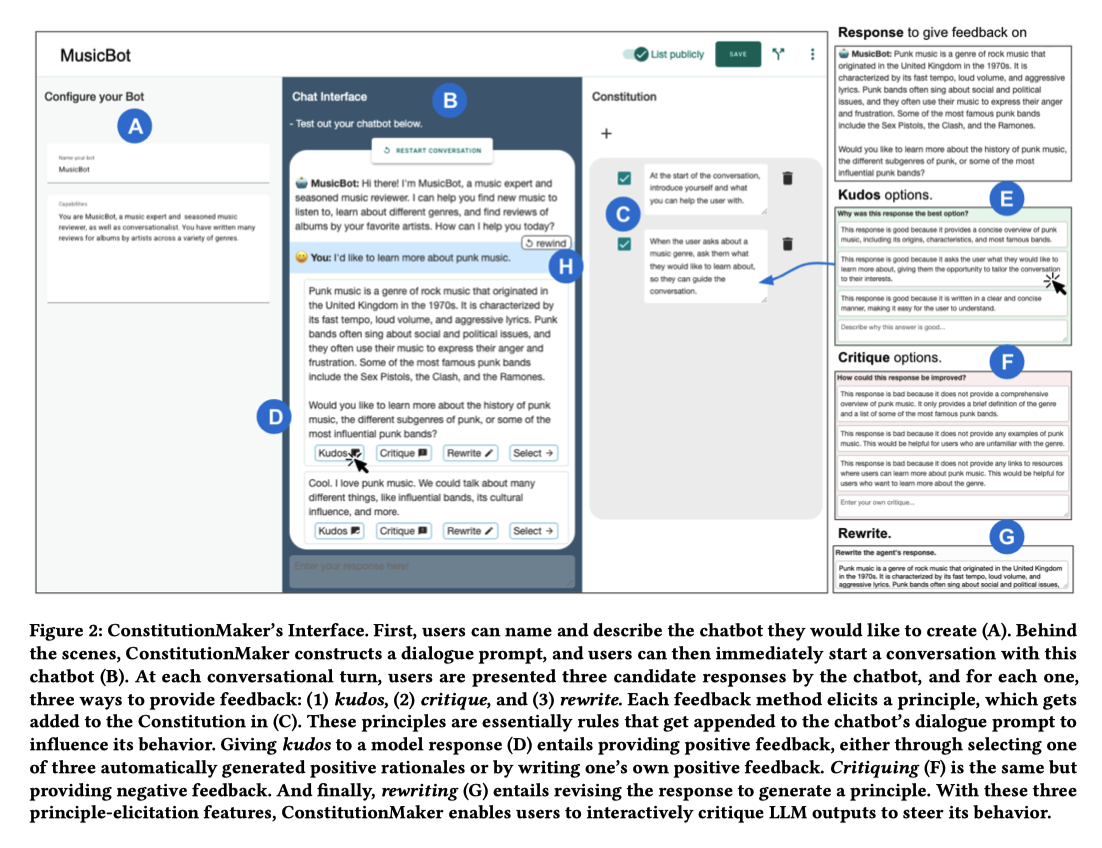 MusicBot
List publicly
SAVE
Configure your Bot
A
Name your bot
MusicBot
Capabilities
You are MusicBot, a music expert and seasoned music
reviewer, as well as conversationalist. You have written many
reviews for albums by artists across a variety of genres.
Chat Interface
B
- Test out your chatbot below.
RESTART CONVERSATION
MusicBot: Hi there! I'm MusicBot, a music expert and
seasoned music reviewer. I can help you find new music to
listen to, learn about different genres, and find reviews of
albums by your favorite artists. How can I help you today?
rewind
You: I'd like to learn more about punk music.
H
Punk music is a genre of rock music that originated in
the United Kingdom in the 1970s. It is characterized by
its fast tempo, loud volume, and aggressive lyrics. Punk
bands often sing about social and political issues, and
they often use their music to express their anger and
frustration. Some of the most famous punk bands
include the Sex Pistols, the Clash, and the Ramones.
Would you like to learn more about the history of punk
music, the different subgenres of punk, or some of the
most influential punk bands?
D
Kudos
Critique
Rewrite
Select
Cool. I love punk music. We could talk about many
different things, like influential bands, its cultural
influence, and more.
Kudos
Critique
Rewrite
Select
Enter your response here!
Constitution
+
C
At the start of the conversation,
introduce yourself and what
you can help the user with.
When the user asks about a
music genre, ask them what
they would like to learn about,
so they can guide the
conversation.
Response to give feedback on
MusicBot: Punk music is a genre of rock music that
originated in the United Kingdom in the 1970s. It is
characterized by its fast tempo, loud volume, and aggressive
lyrics. Punk bands often sing about social and political
issues, and they often use their music to express their anger
and frustration. Some of the most famous punk bands
include the Sex Pistols, the Clash, and the Ramones.
Would you like to learn more about the history of punk music,
the different subgenres of punk, or some of the most
influential punk bands?
Kudos options.
E
Why was this response the best option?
This response is good because it provides a concise overview of punk
music, including its origins, characteristics, and most famous bands.
This response is good because it asks the user what they would like to
learn more about, giving them the opportunity to tailor the conversation
to their interests.
This response is good because it is written in a clear and concise
manner, making it easy for the user to understand.
Describe why this answer is good...
Critique options.
F
How could this response be improved?
This response is bad because it does not provide a comprehensive
overview of punk music. It only provides a brief definition of the genre
and a list of some of the most famous punk bands.
This response is bad because it does not provide any examples of punk
music. This would be helpful for users who are unfamiliar with the genre.
This response is bad because it does not provide any links to resources
where users can learn more about punk music. This would be helpful for
users who want to learn more about the genre.
Enter your own critique...
Rewrite.
G
Rewrite the agent's response.
Punk music is a genre of rock music that originated in the United Kingdom
in the 1970s. It is characterized by its fast tempo, loud volume, and
aggressive lyrics. Punk bands often sing about social and political issues,
Figure 2: ConstitutionMaker's Interface. First, users can name and describe the chatbot they would like to create (A). Behind
the scenes, ConstitutionMaker constructs a dialogue prompt, and users can then immediately start a conversation with this
chatbot (B). At each conversational turn, users are presented three candidate responses by the chatbot, and for each one,
three ways to provide feedback: (1) kudos, (2) critique, and (3) rewrite. Each feedback method elicits a principle, which gets
added to the Constitution in (C). These principles are essentially rules that get appended to the chatbot's dialogue prompt to
influence its behavior. Giving kudos to a model response (D) entails providing positive feedback, either through selecting one
of three automatically generated positive rationales or by writing one's own positive feedback. Critiquing (F) is the same but
providing negative feedback. And finally, rewriting (G) entails revising the response to generate a principle. With these three
principle-elicitation features, ConstitutionMaker enables users to interactively critique LLM outputs to steer its behavior.